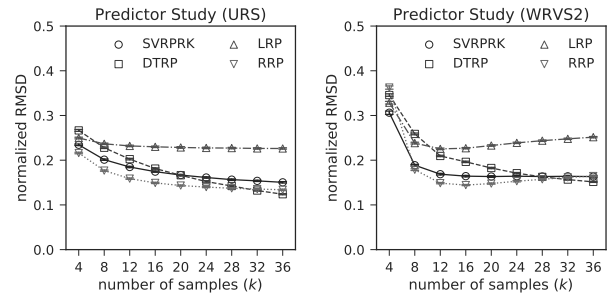 Predictor Study (URS)
normalized RMSD
0.5
0.4
0.3
0.2
0.1
0.0
SVRPRK
DTRP
LRP
RRP
4 8 12 16 20 24 28 32 36
number of samples (k)
Predictor Study (WRVS2)
normalized RMSD
0.5
0.4
0.3
0.2
0.1
0.0
SVRPRK
DTRP
LRP
RRP
4 8 12 16 20 24 28 32 36
number of samples (k)